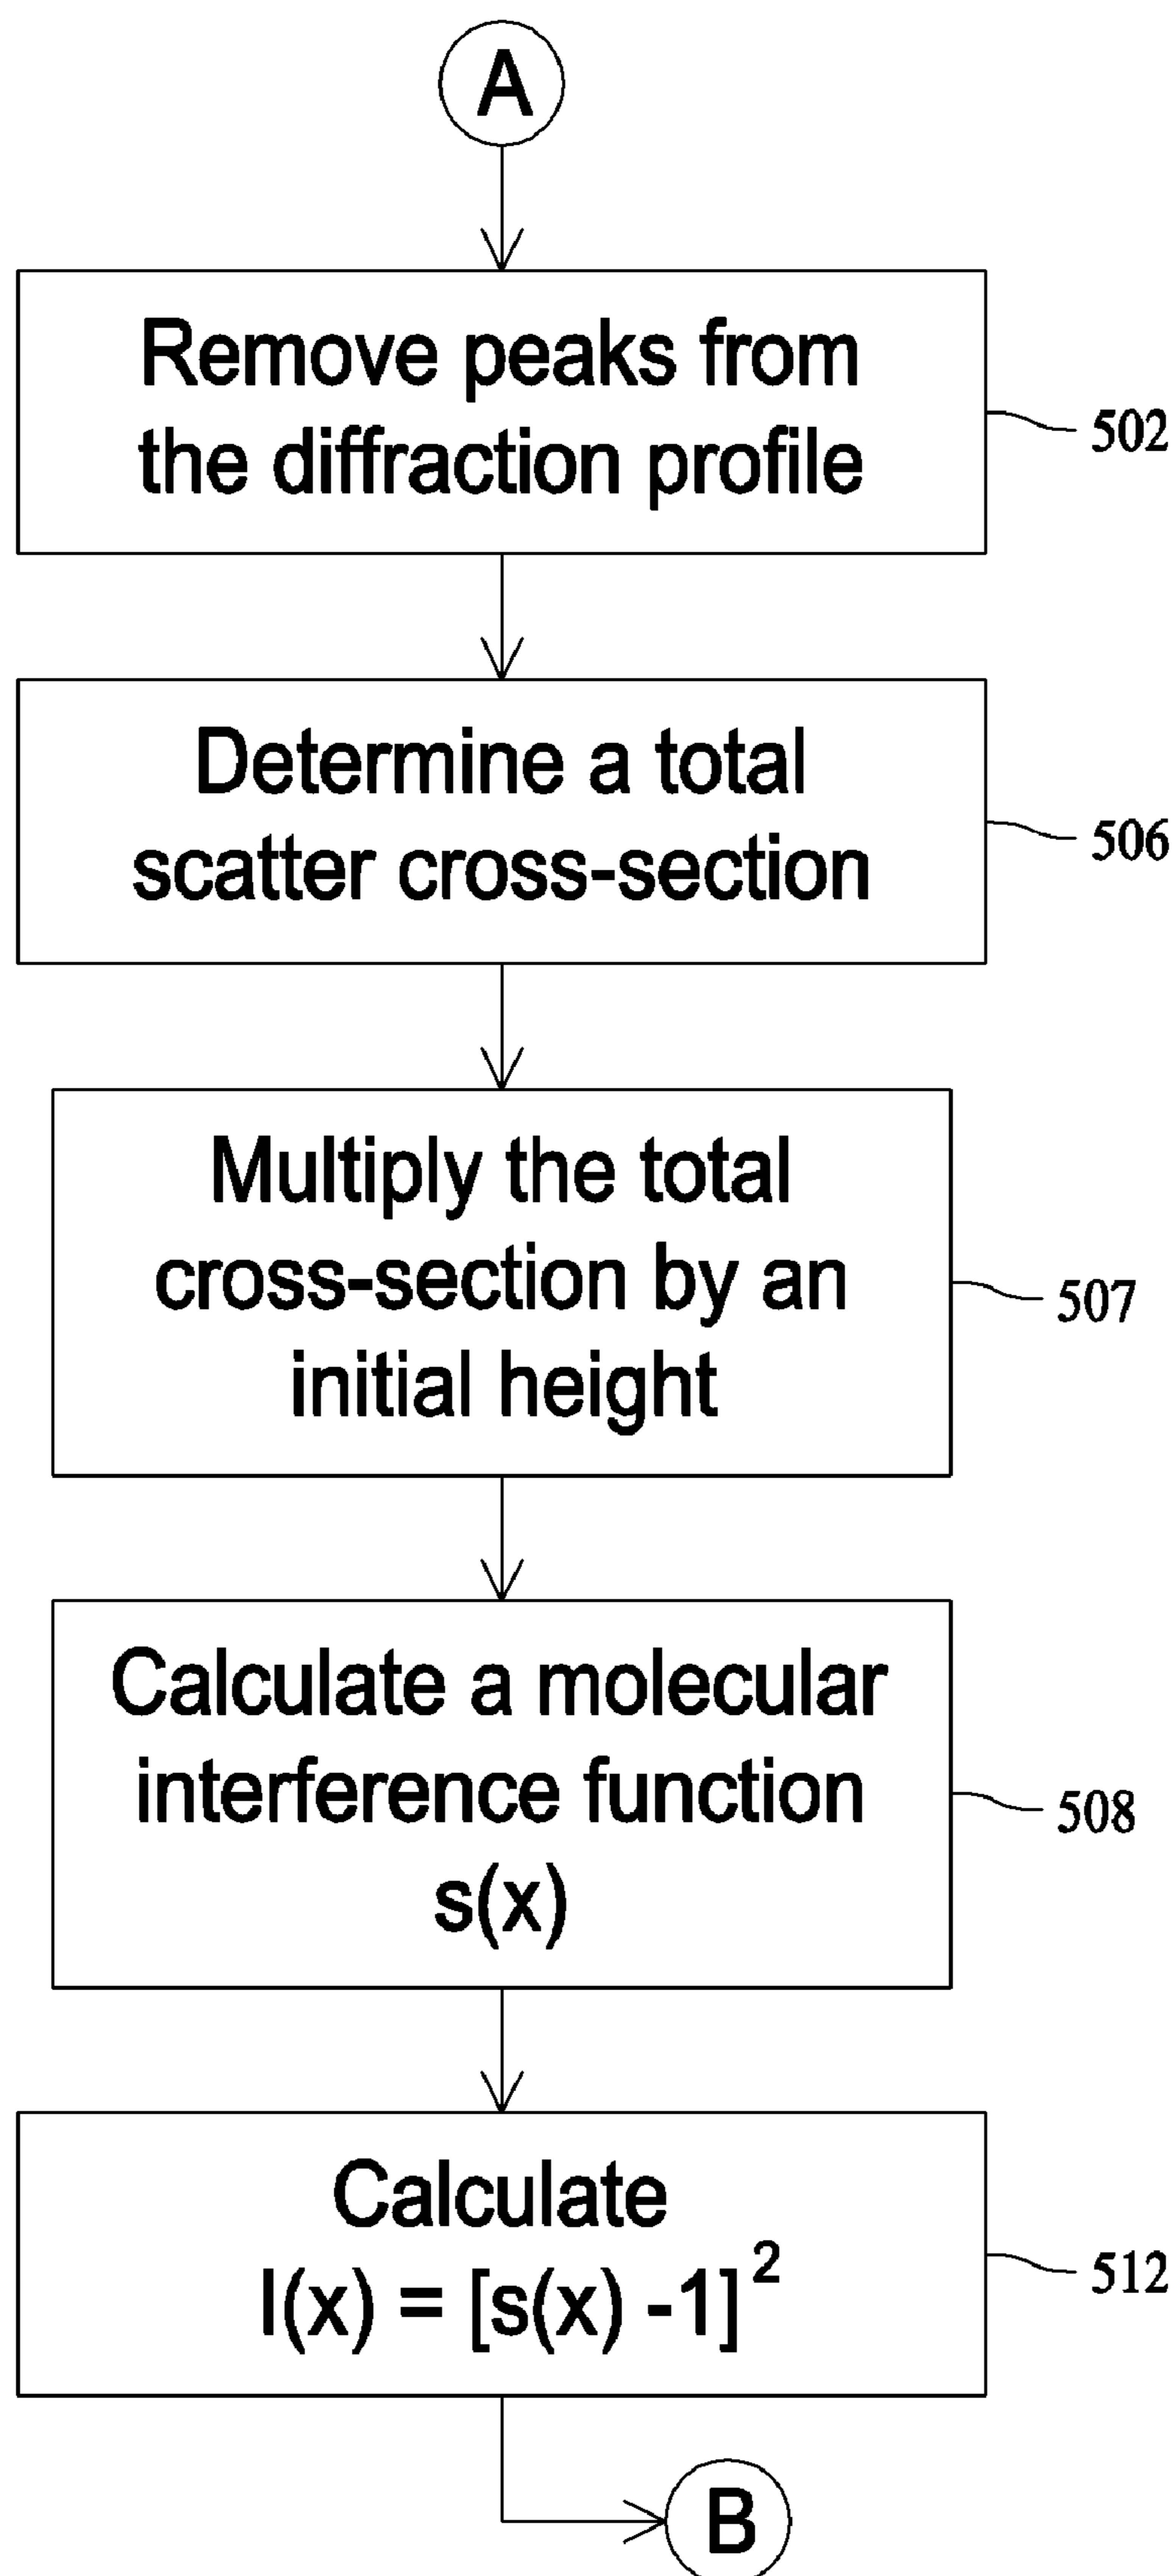 A
Remove peaks from
the diffraction profile
502
Determine a total
scatter cross-section
506
Multiply the total
cross-section by an
initial height
507
Calculate a molecular
interference function
s(x)
508
Calculate
I(x) = [s(x) -1]²
512
B